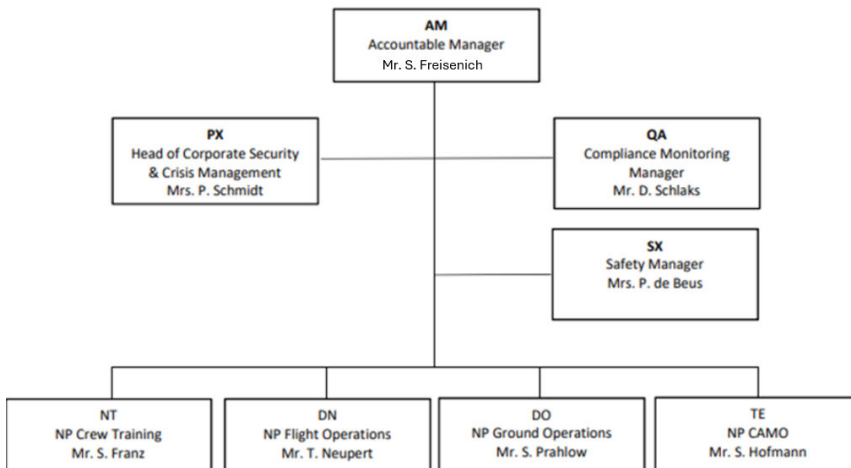 AM
Accountable Manager
Mr. S. Freisenich
PX
Head of Corporate Security
& Crisis Management
Mrs. P. Schmidt
QA
Compliance Monitoring
Manager
Mr. D. Schlaks
SX
Safety Manager
Mrs. P. de Beus
NT
NP Crew Training
Mr. S. Franz
DN
NP Flight Operations
Mr. T. Neupert
DO
NP Ground Operations
Mr. S. Prahlow
TE
NP CAMO
Mr. S. Hofmann